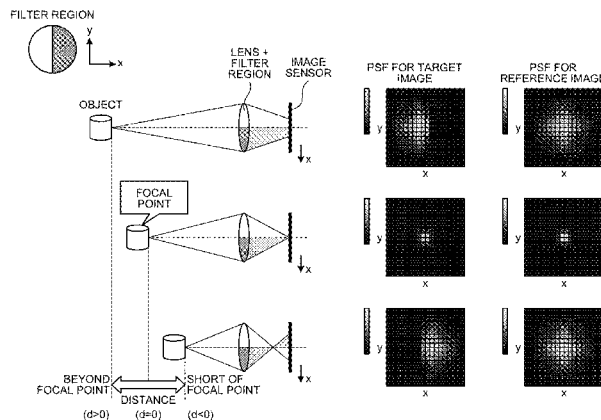 FILTER REGION
y
x
OBJECT
LENS +
FILTER
REGION
IMAGE
SENSOR
PSF FOR TARGET
IMAGE
PSF FOR
REFERENCE IMAGE
x
y
x
y
x
FOCAL
POINT
x
y
x
y
x
x
y
x
y
x
BEYOND
FOCAL POINT
SHORT OF
FOCAL POINT
DISTANCE
(d>0)
(d=0)
(d<0)